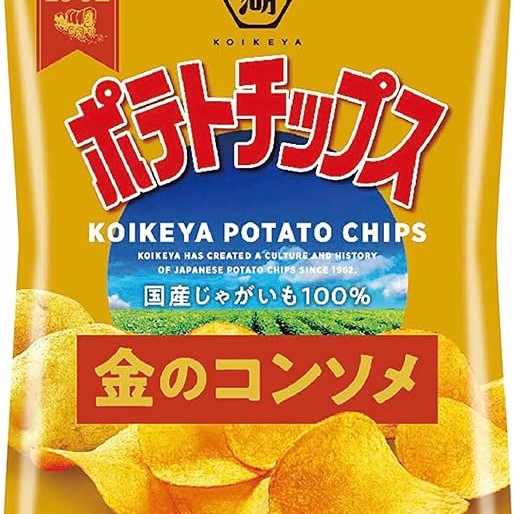 湖
KOIKEYA
ポテトチップス
KOIKEYA POTATO CHIPS
KOIKEYA HAS CREATED A CULTURE AND HISTORY
OF JAPANESE POTATO CHIPS SINCE 1962.
国産じゃがいも100%
金のコンソメ